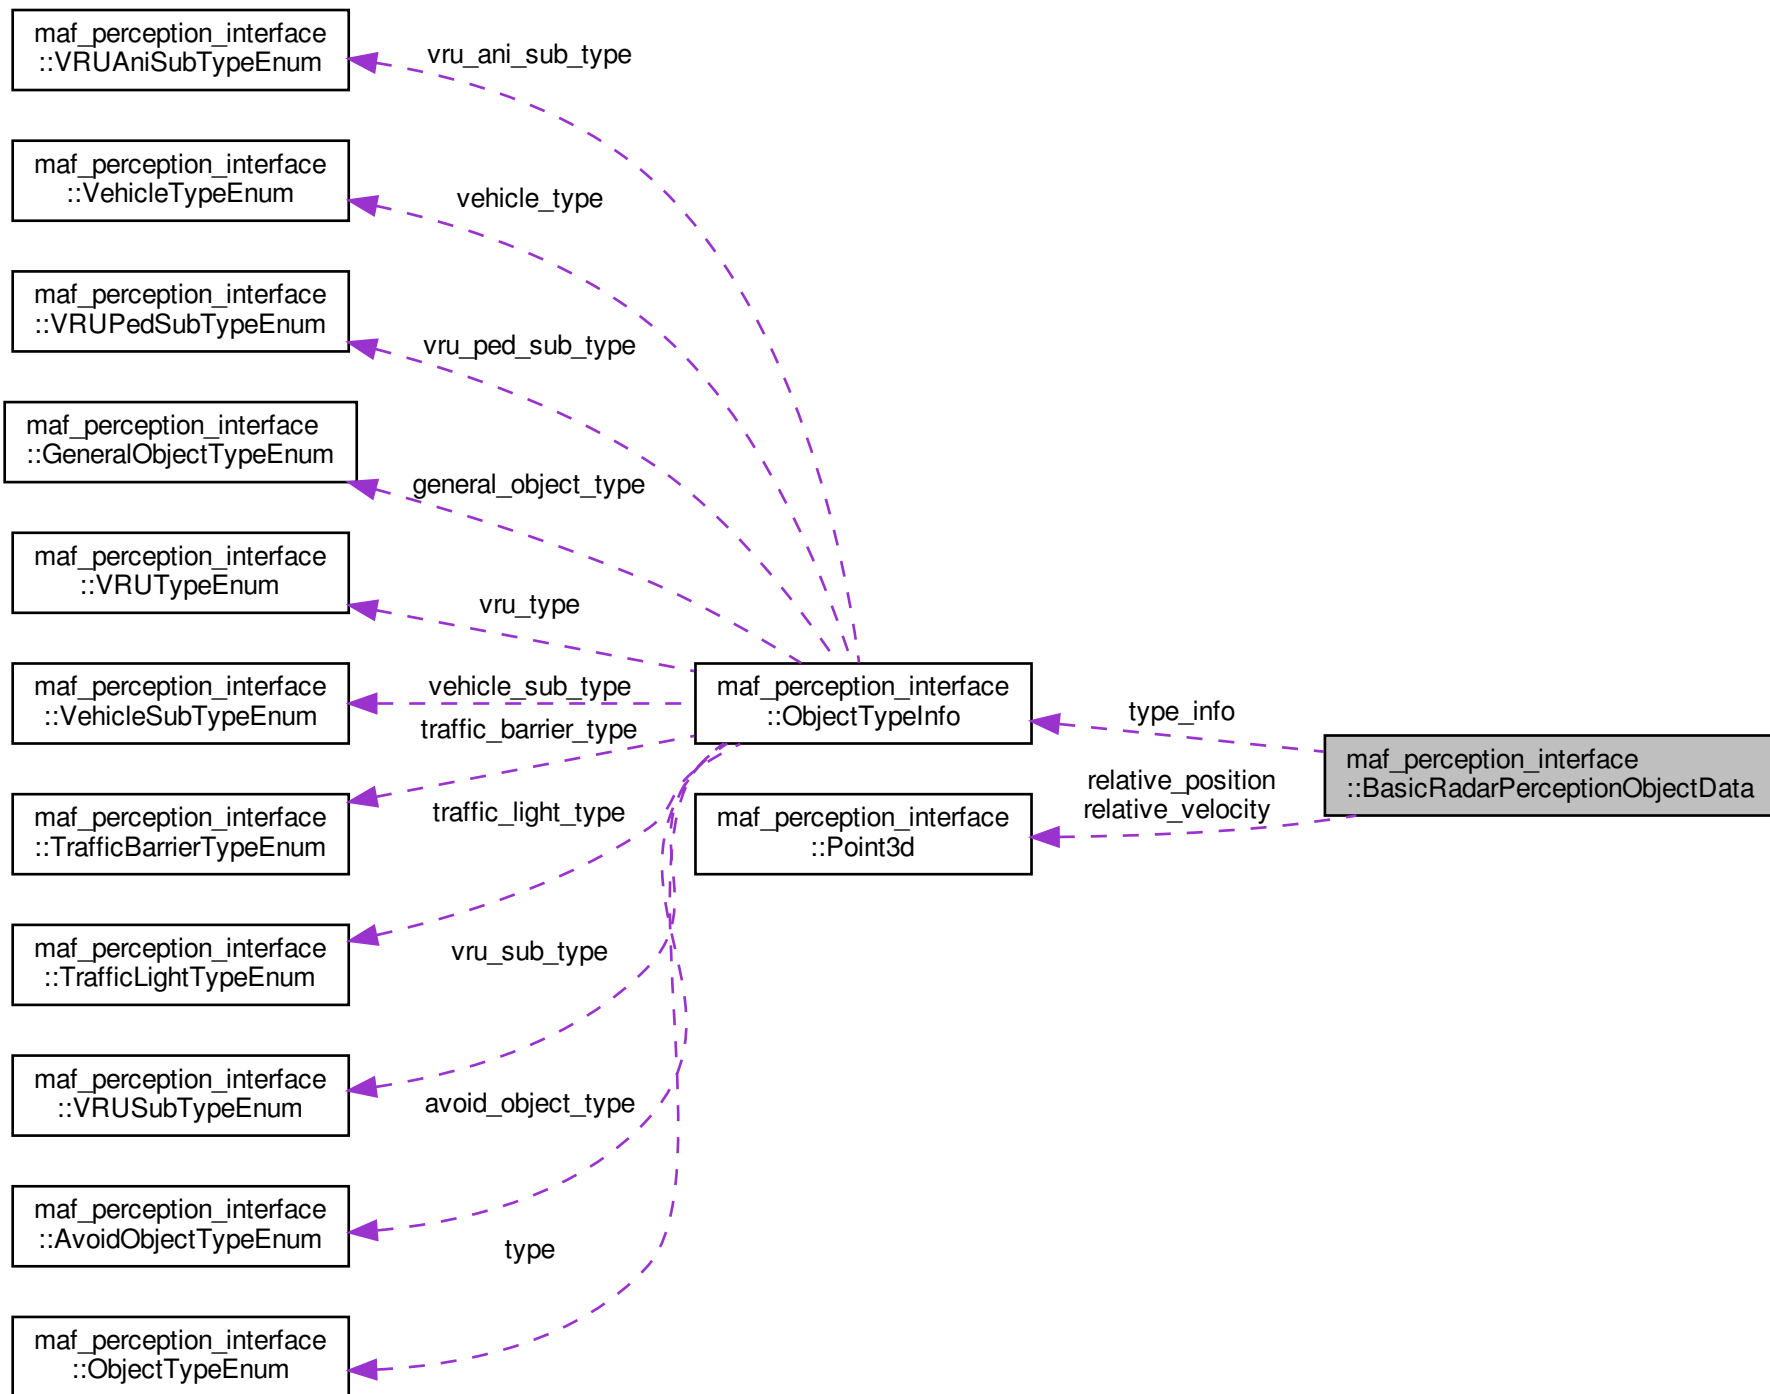 maf_perception_interface
::VRUAniSubTypeEnum
vru_ani_sub_type
maf_perception_interface
::VehicleTypeEnum
vehicle_type
maf_perception_interface
::VRUPedSubTypeEnum
vru_ped_sub_type
maf_perception_interface
::GeneralObjectTypeEnum
general_object_type
maf_perception_interface
::VRUTypeEnum
vru_type
maf_perception_interface
::VehicleSubTypeEnum
vehicle_sub_type
maf_perception_interface
::TrafficBarrierTypeEnum
traffic_barrier_type
maf_perception_interface
::TrafficLightTypeEnum
traffic_light_type
maf_perception_interface
::VRUSubTypeEnum
vru_sub_type
maf_perception_interface
::AvoidObjectTypeEnum
avoid_object_type
maf_perception_interface
::ObjectTypeEnum
type
maf_perception_interface
::ObjectTypeInfo
type_info
maf_perception_interface
::Point3d
relative_position
relative_velocity
maf_perception_interface
::BasicRadarPerceptionObjectData